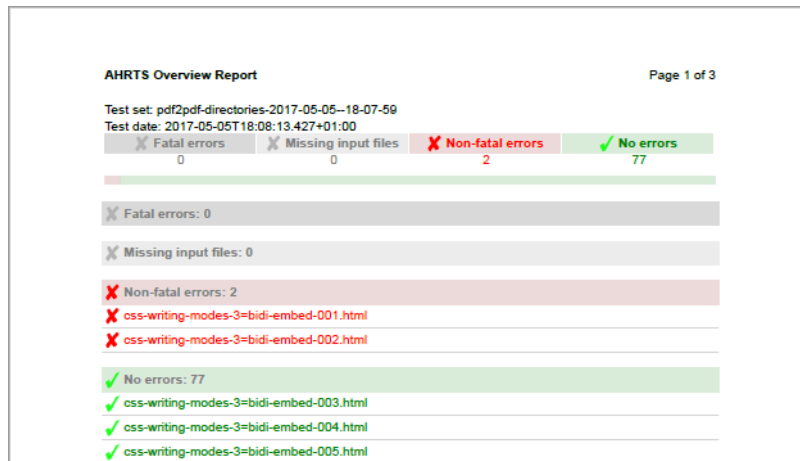 AHRTS Overview Report Page 1 of 3
Test set: pdf2pdf-directories-2017-05-05--18-07-59
Test date: 2017-05-05T18:08:13.427+01:00
Fatal errors Missing input files Non-fatal errors No errors
0 0 2 77
Fatal errors: 0
Missing input files: 0
Non-fatal errors: 2
css-writing-modes-3=bidi-embed-001.html
css-writing-modes-3=bidi-embed-002.html
No errors: 77
css-writing-modes-3=bidi-embed-003.html
css-writing-modes-3=bidi-embed-004.html
css-writing-modes-3=bidi-embed-005.html